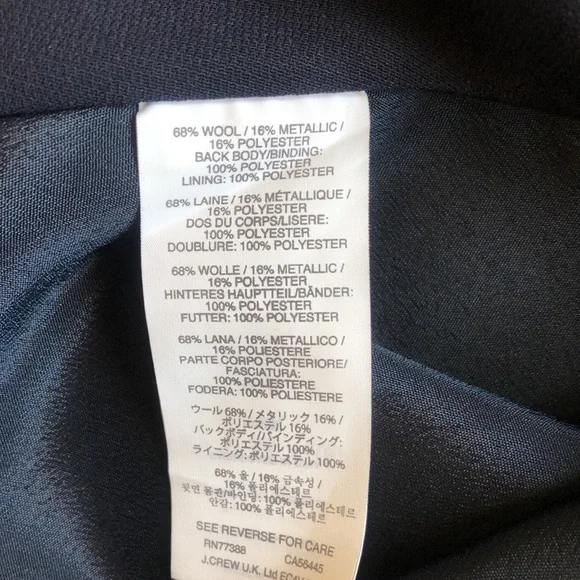 68% WOOL / 16% METALLIC /
16% POLYESTER
BACK BODY/BINDING:
100% POLYESTER
LINING: 100% POLYESTER
68% LAINE / 16% MÉTALLIQUE /
16% POLYESTER
DOS DU CORPS/LISERE:
100% POLYESTER
DOUBLURE: 100% POLYESTER
68% WOLLE / 16% METALLIC /
16% POLYESTER
HINTERES HAUPTTEIL/BÄNDER:
100% POLYESTER
FUTTER: 100% POLYESTER
68% LANA / 16% METALLICO /
16% POLIESTERE
PARTE CORPO POSTERIORE/
FASCIATURA:
100% POLIESTERE
FODERA: 100% POLIESTERE
ウール 68% / メタリック 16% /
ポリエステル 16%
バックボディ/バインディング:
ポリエステル 100%
ライニング: ポリエステル 100%
68% 울 / 16% 금속성 /
16% 폴리에스테르
뒷면 몸판/바인딩: 100% 폴리에스테르
안감: 100% 폴리에스테르
SEE REVERSE FOR CARE
RN77388 CA56445
J.CREW U.K. Ltd